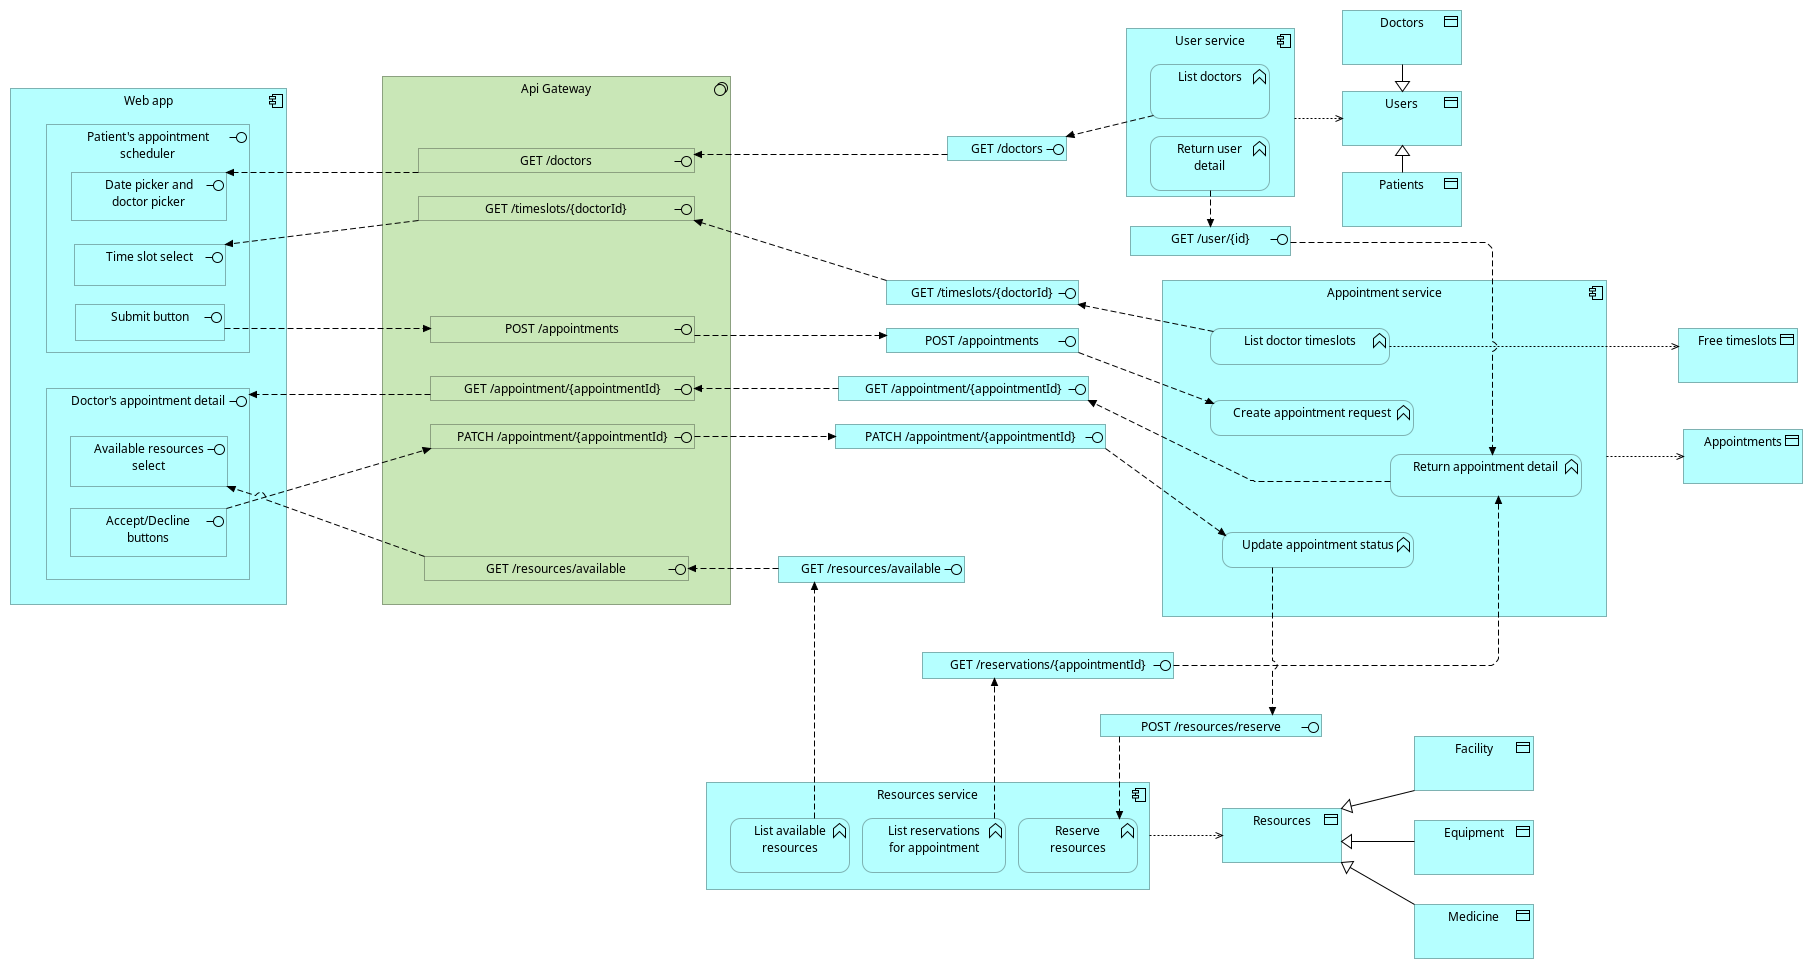 Web app
Patient's appointment
scheduler
Date picker and
doctor picker
Time slot select
Submit button
Doctor's appointment detail
Available resources
select
Accept/Decline
buttons
Api Gateway
GET /doctors
GET /timeslots/{doctorId}
POST /appointments
GET /appointment/{appointmentId}
PATCH /appointment/{appointmentId}
GET /resources/available
GET /doctors
GET /timeslots/{doctorId}
POST /appointments
GET /appointment/{appointmentId}
PATCH /appointment/{appointmentId}
GET /resources/available
User service
List doctors
Return user
detail
GET /user/{id}
Doctors
Users
Patients
Appointment service
List doctor timeslots
Create appointment request
Return appointment detail
Update appointment status
Free timeslots
Appointments
GET /reservations/{appointmentId}
POST /resources/reserve
Resources service
List available
resources
List reservations
for appointment
Reserve
resources
Resources
Facility
Equipment
Medicine